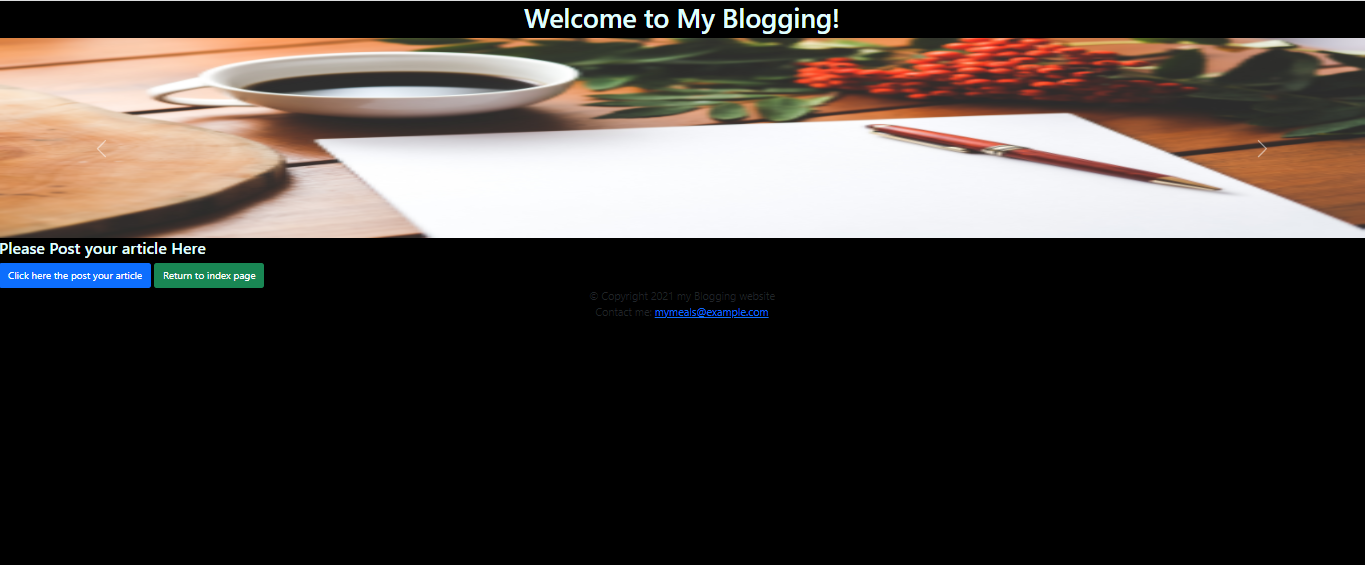 Welcome to My Blogging!
Please Post your article Here
Click here the post your article Return to index page
© Copyright 2021 my Blogging website
Contact me: mymeals@example.com